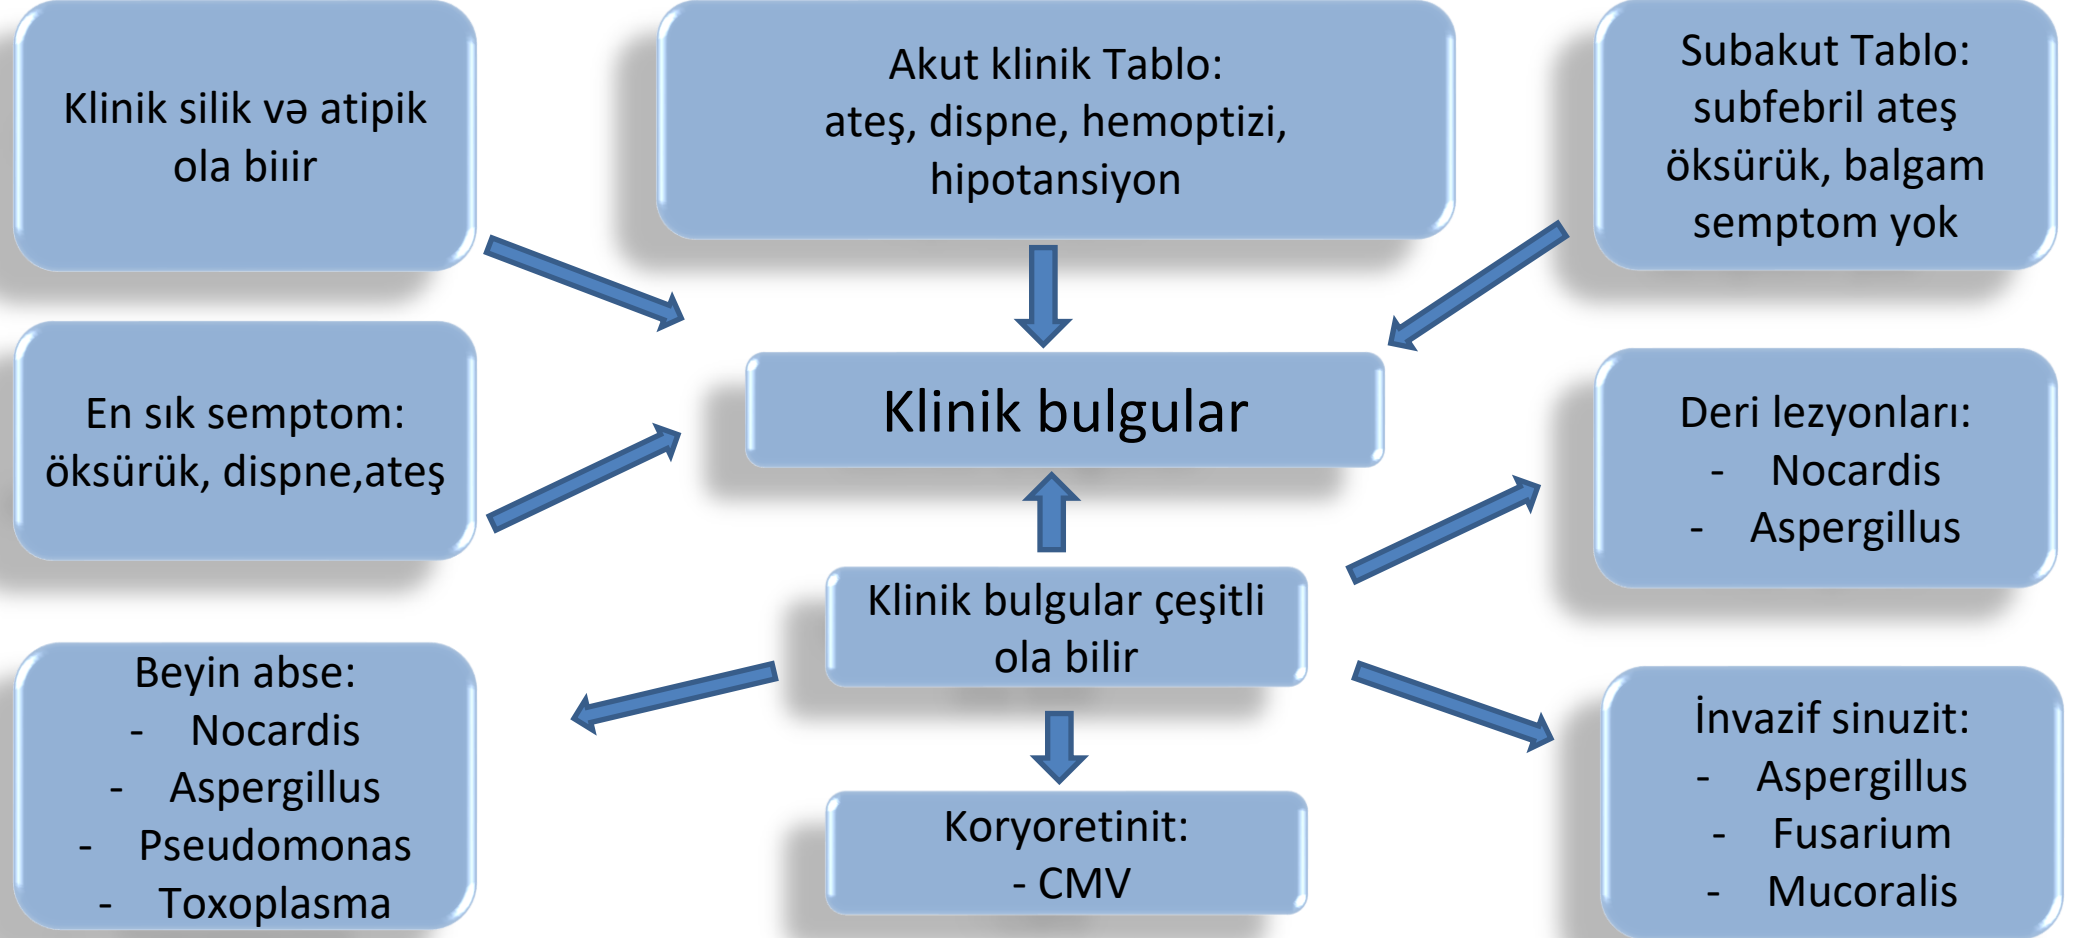 Klinik silik və atipik
ola biıir
Akut klinik Tablo:
ateş, dispne, hemoptizi,
hipotansiyon
Subakut Tablo:
subfebril ateş
öksürük, balgam
semptom yok
En sık semptom:
öksürük, dispne,ateş
Klinik bulgular
Deri lezyonları:
- Nocardis
- Aspergillus
Klinik bulgular çeşitli
ola bilir
Beyin abse:
- Nocardis
- Aspergillus
- Pseudomonas
- Toxoplasma
Koryoretinit:
- CMV
İnvazif sinuzit:
- Aspergillus
- Fusarium
- Mucoralis